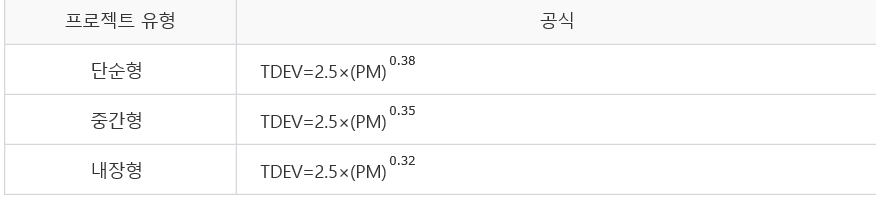 프로젝트 유형 공식
단순형 TDEV=2.5×(PM)^0.38
중간형 TDEV=2.5×(PM)^0.35
내장형 TDEV=2.5×(PM)^0.32